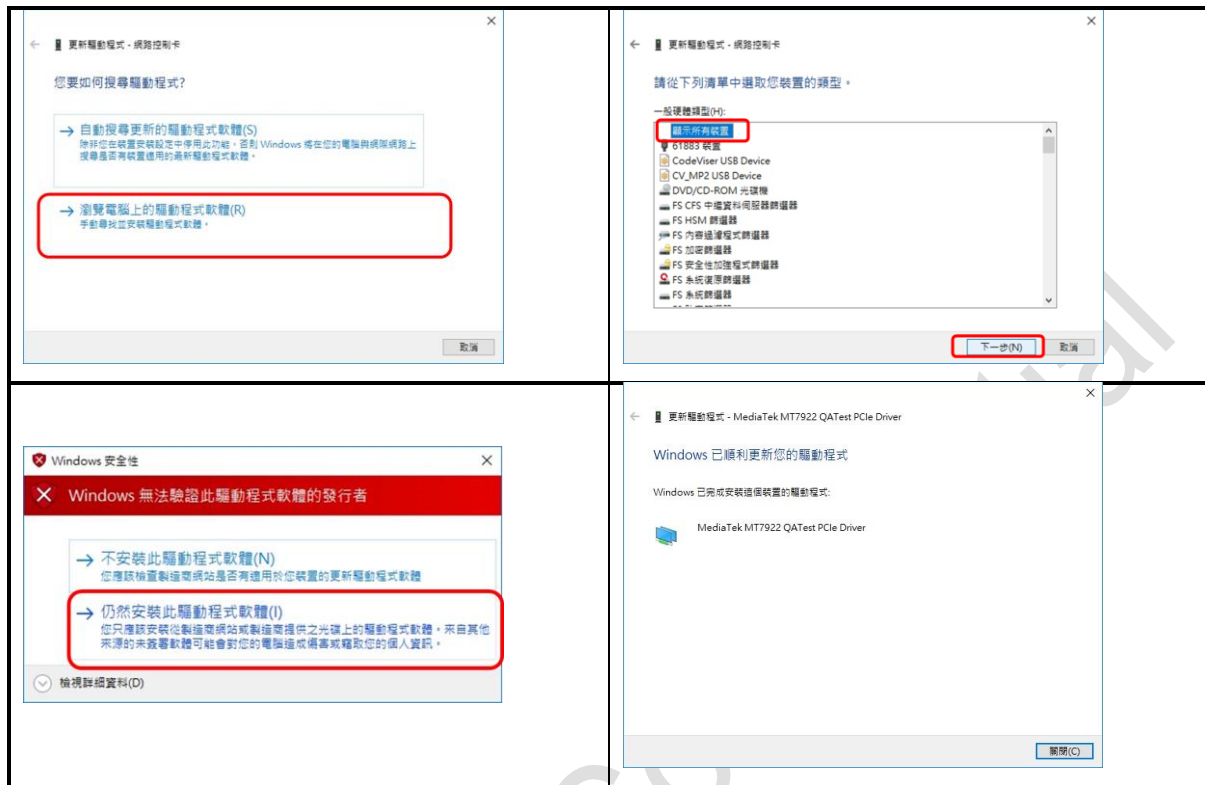 更新驅動程式 - 網路控制卡
您要如何搜尋驅動程式?
→ 自動搜尋更新的驅動程式軟體(S)
除非您在裝置安裝設定中停用此功能，否則 Windows 將在您的電腦與網際網路上
搜尋是否有裝置適用的最新驅動程式軟體。
→ 瀏覽電腦上的驅動程式軟體(R)
手動尋找並安裝驅動程式軟體。
取消
更新驅動程式 - 網路控制卡
請從下列清單中選取您裝置的類型。
一般硬體類型(H):
顯示所有裝置
61883 裝置
CodeViser USB Device
CV_MP2 USB Device
DVD/CD-ROM 光碟機
FS CFS 中繼資料伺服器篩選器
FS HSM 篩選器
FS 內容過濾程式篩選器
FS 加密篩選器
FS 安全性加強程式篩選器
FS 系統復原篩選器
FS 系統篩選器
下一步(N)
取消
Windows 安全性
Windows 無法驗證此驅動程式軟體的發行者
→ 不安裝此驅動程式軟體(N)
您應該檢查製造商網站是否有適用於您裝置的更新驅動程式軟體
→ 仍然安裝此驅動程式軟體(I)
您只應該安裝從製造商網站或製造商提供之光碟上的驅動程式軟體。來自其他
來源的未簽署軟體可能會對您的電腦造成傷害或竊取您的個人資訊。
檢視詳細資料(D)
更新驅動程式 - MediaTek MT7922 QATest PCIe Driver
Windows 已順利更新您的驅動程式
Windows 已完成安裝這個裝置的驅動程式:
MediaTek MT7922 QATest PCIe Driver
關閉(C)